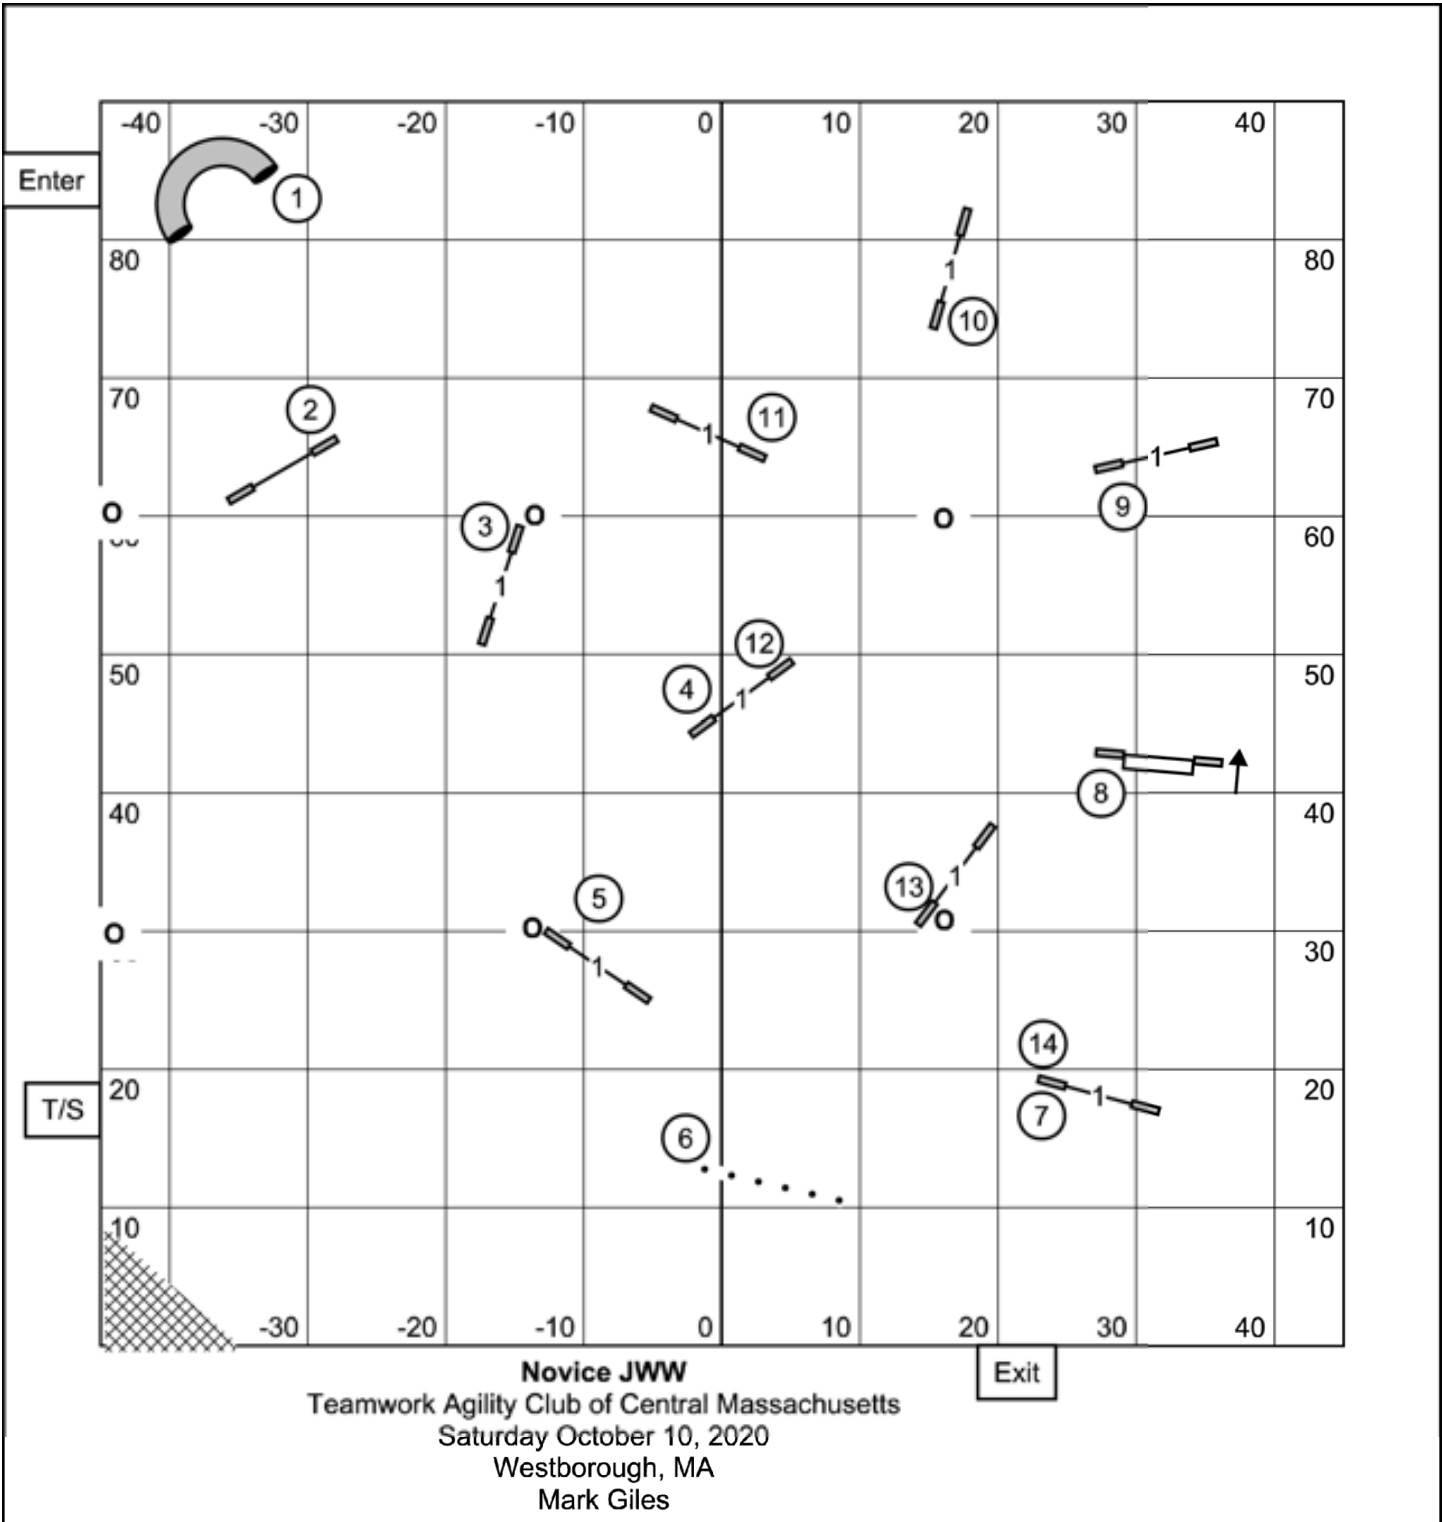 -40 -30 -20 -10 0 10 20 30 40
Enter
1
80 80
1
10
70 70
2
11
1
1
9
O O O
3
60
1
12
50 50
4
1
8
40 40
13
1
5
O O O
30
1
14
20 20
T/S
1
7
6
10 10
-30 -20 -10 0 10 20 30 40
Novice JWW
Exit
Teamwork Agility Club of Central Massachusetts
Saturday October 10, 2020
Westborough, MA
Mark Giles